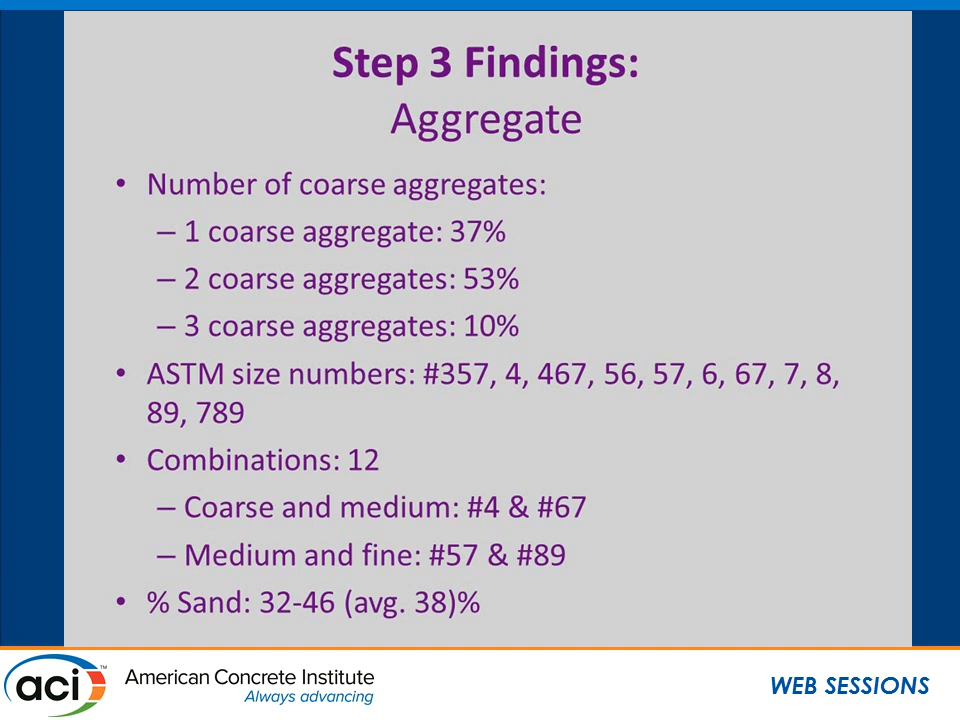 Step 3 Findings:
Aggregate
• Number of coarse aggregates:
– 1 coarse aggregate: 37%
– 2 coarse aggregates: 53%
– 3 coarse aggregates: 10%
• ASTM size numbers: #357, 4, 467, 56, 57, 6, 67, 7, 8,
89, 789
• Combinations: 12
– Coarse and medium: #4 & #67
– Medium and fine: #57 & #89
• % Sand: 32-46 (avg. 38)%
aci™
American Concrete Institute
Always advancing
WEB SESSIONS